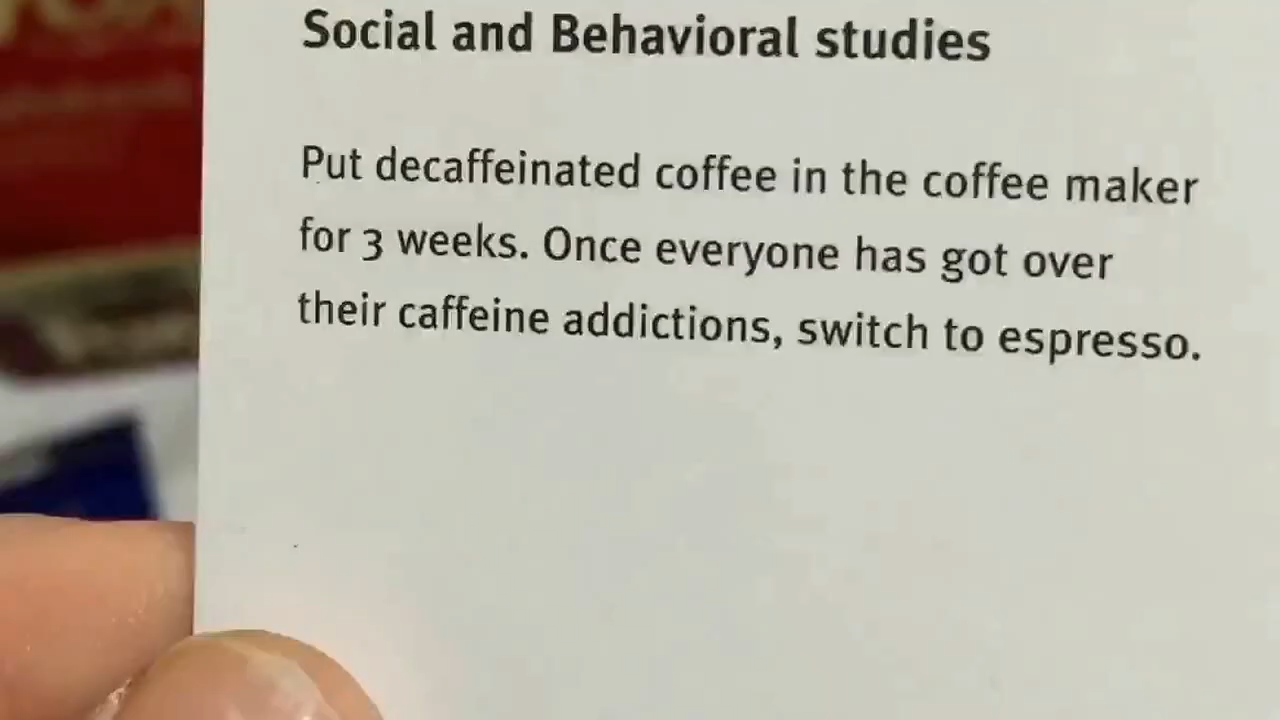 Social and Behavioral studies
Put decaffeinated coffee in the coffee maker
for 3 weeks. Once everyone has got over
their caffeine addictions, switch to espresso.